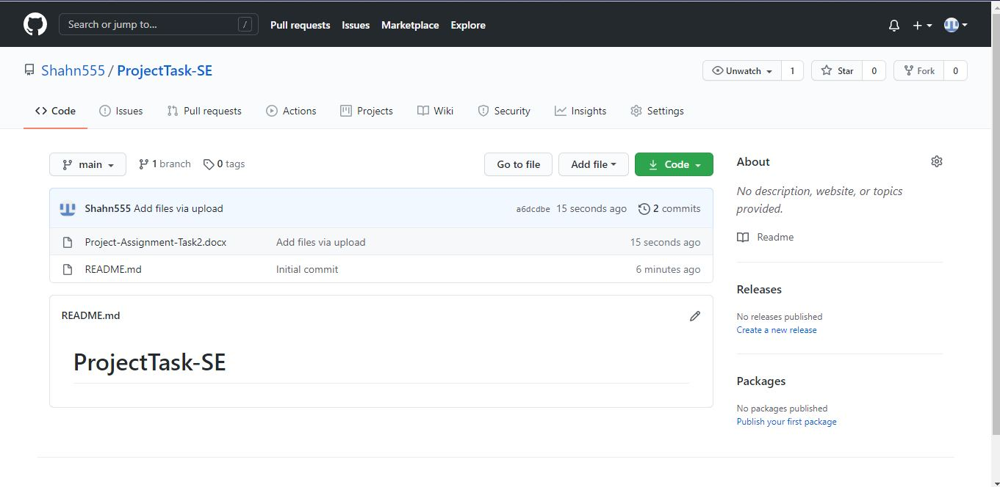 Search or jump to... / Pull requests Issues Marketplace Explore
Shahn555 / ProjectTask-SE Unwatch 1 Star 0 Fork 0
Code Issues Pull requests Actions Projects Wiki Security Insights Settings
main 1 branch 0 tags Go to file Add file Code
Shahn555 Add files via upload a6dcdbe 15 seconds ago 2 commits
Project-Assignment-Task2.docx Add files via upload 15 seconds ago
README.md Initial commit 6 minutes ago
README.md
ProjectTask-SE
About
No description, website, or topics
provided.
Readme
Releases
No releases published
Create a new release
Packages
No packages published
Publish your first package